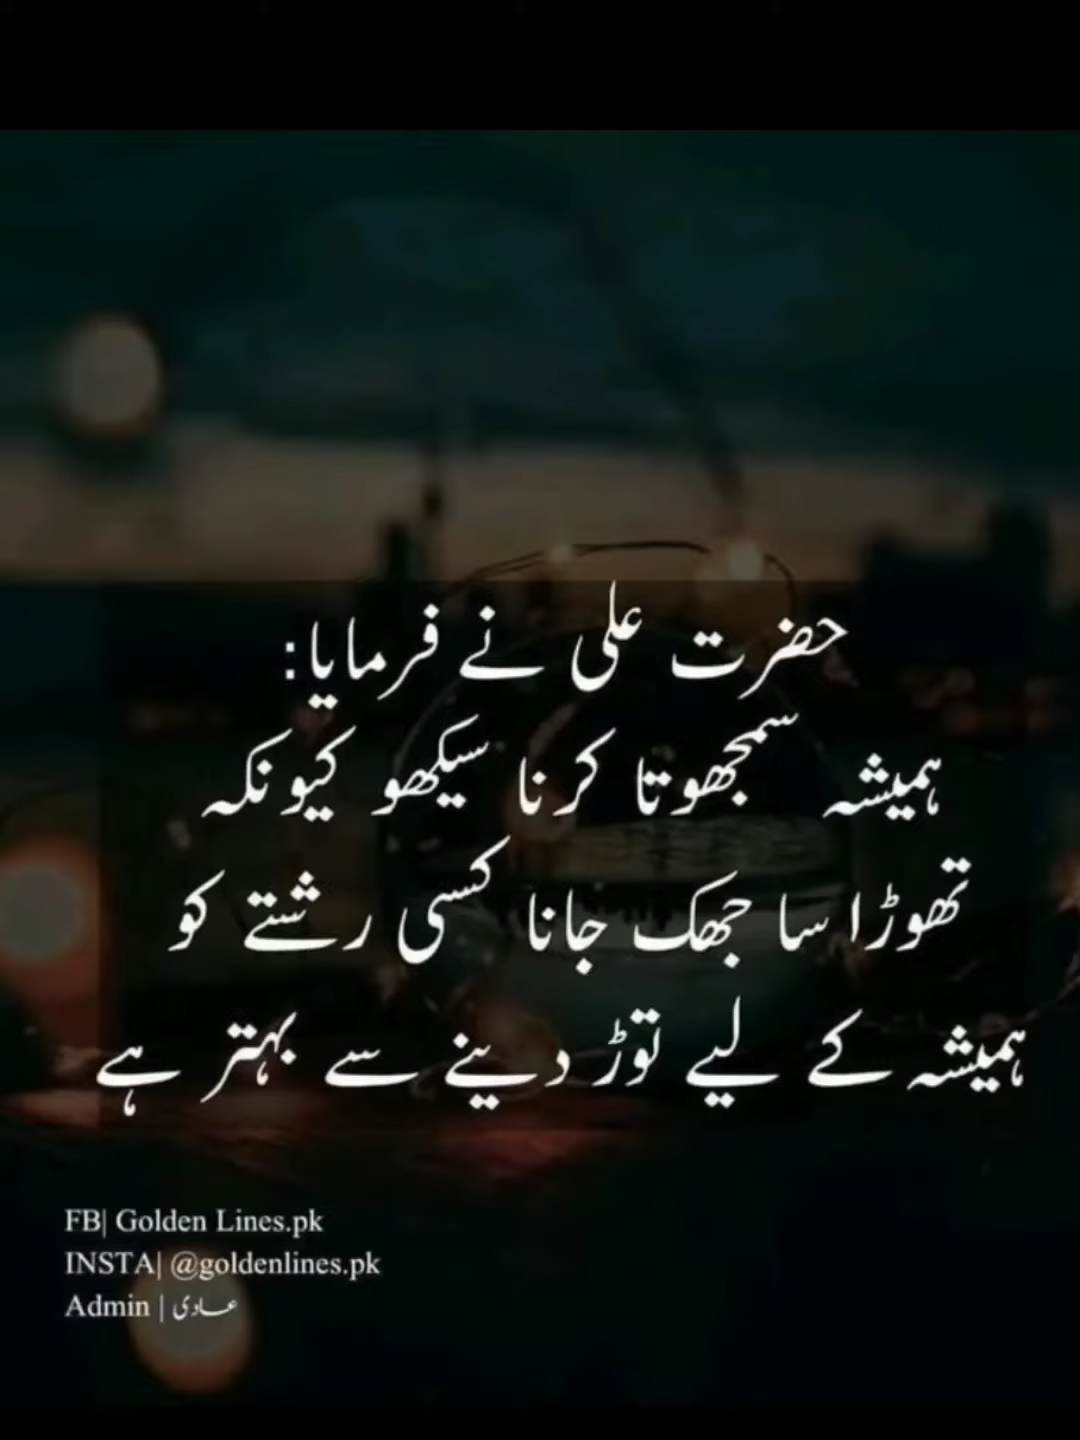 حضرت علی نے فرمایا:
ہمیشہ سمجھوتا کرنا سیکھو کیونکہ
تھوڑا سا جھک جانا کسی رشتے کو
ہمیشہ کے لیے توڑ دینے سے بہتر ہے
FB| Golden Lines.pk
INSTA| @goldenlines.pk
Admin | عادی